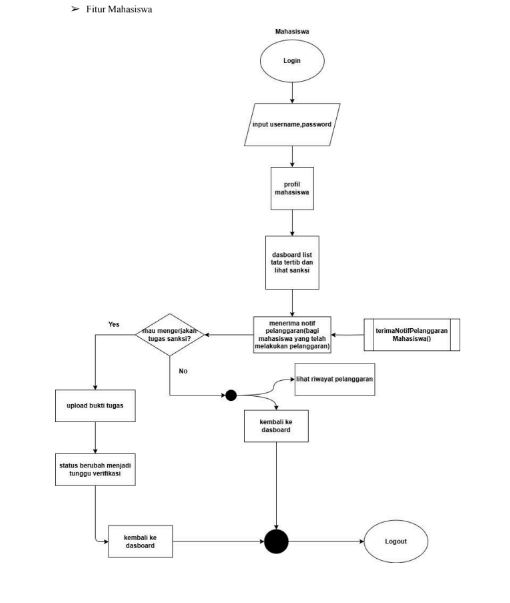 ➢ Fitur Mahasiswa
Mahasiswa
Login
input username,password
profil
mahasiswa
dasboard list
tata tertib dan
lihat sanksi
menerima notif
pelanggaran(bagi
mahasiswa yang telah
melakukan pelanggaran)
terimaNotifPelanggaran
Mahasiswa()
mau mengerjakan
tugas sanksi?
Yes
No
lihat riwayat pelanggaran
upload bukti tugas
kembali ke
dasboard
status berubah menjadi
tunggu verifikasi
kembali ke
dasboard
Logout